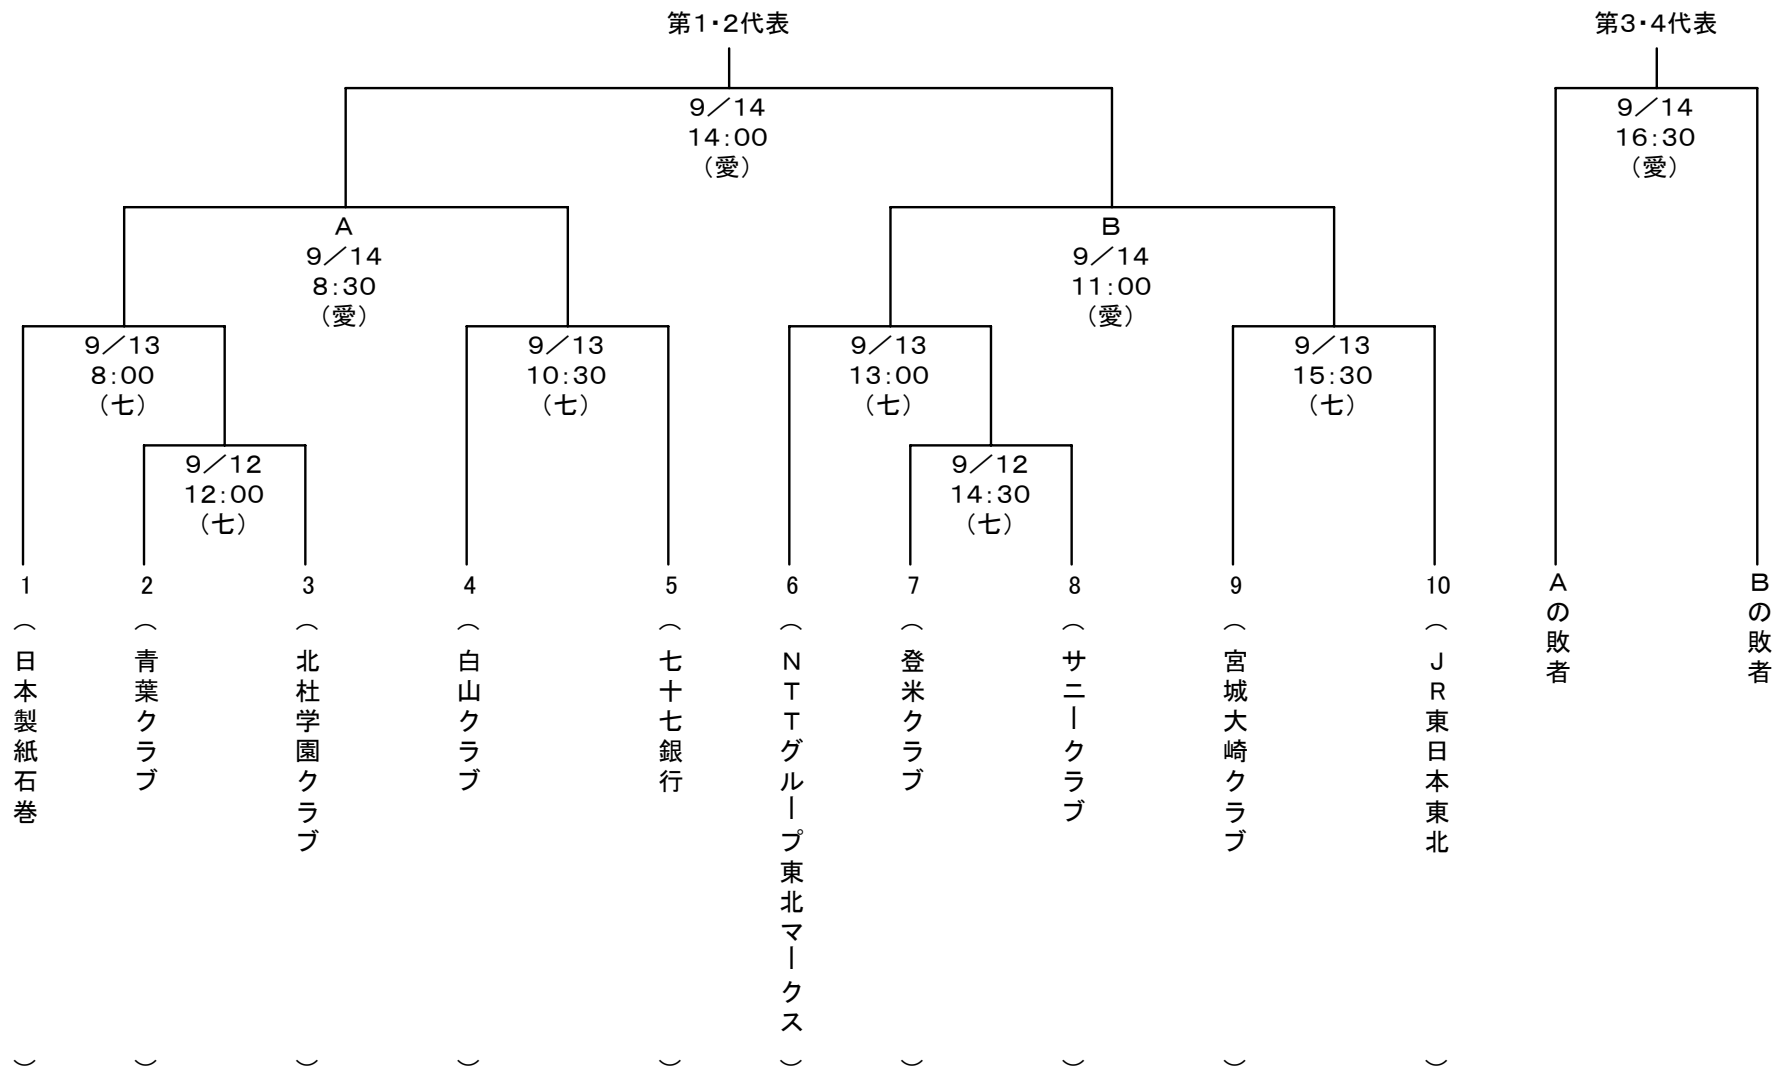 第1・2代表
第3・4代表
9／14
14：00
（愛）
9／14
16：30
（愛）
A
9／14
8：30
（愛）
B
9／14
11：00
（愛）
9／13
8：00
（七）
9／13
10：30
（七）
9／13
13：00
（七）
9／13
15：30
（七）
9／12
12：00
（七）
9／12
14：30
（七）
1（日本製紙石巻）
2（青葉クラブ）
3（北杜学園クラブ）
4（白山クラブ）
5（七十七銀行）
6（NTTグループ東北マークス）
7（登米クラブ）
8（サニークラブ）
9（宮城大崎クラブ）
10（JR東日本東北）
Aの敗者
Bの敗者